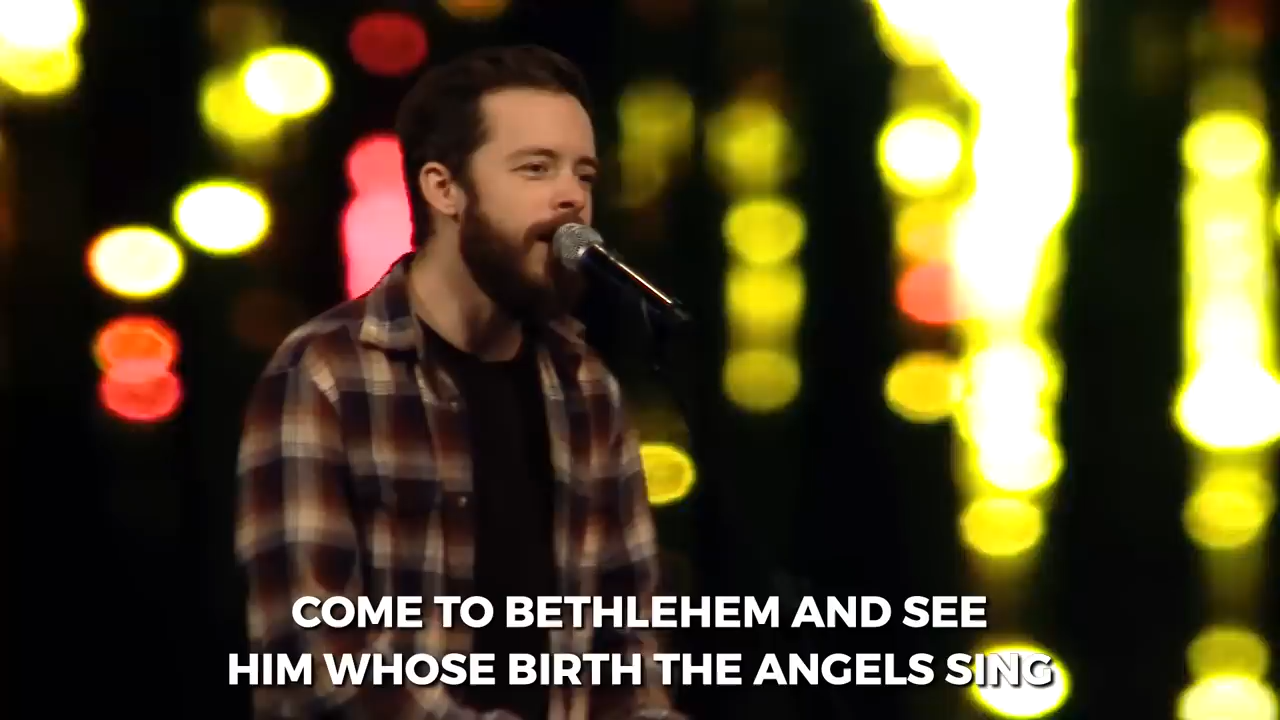 COME TO BETHLEHEM AND SEE
HIM WHOSE BIRTH THE ANGELS SING